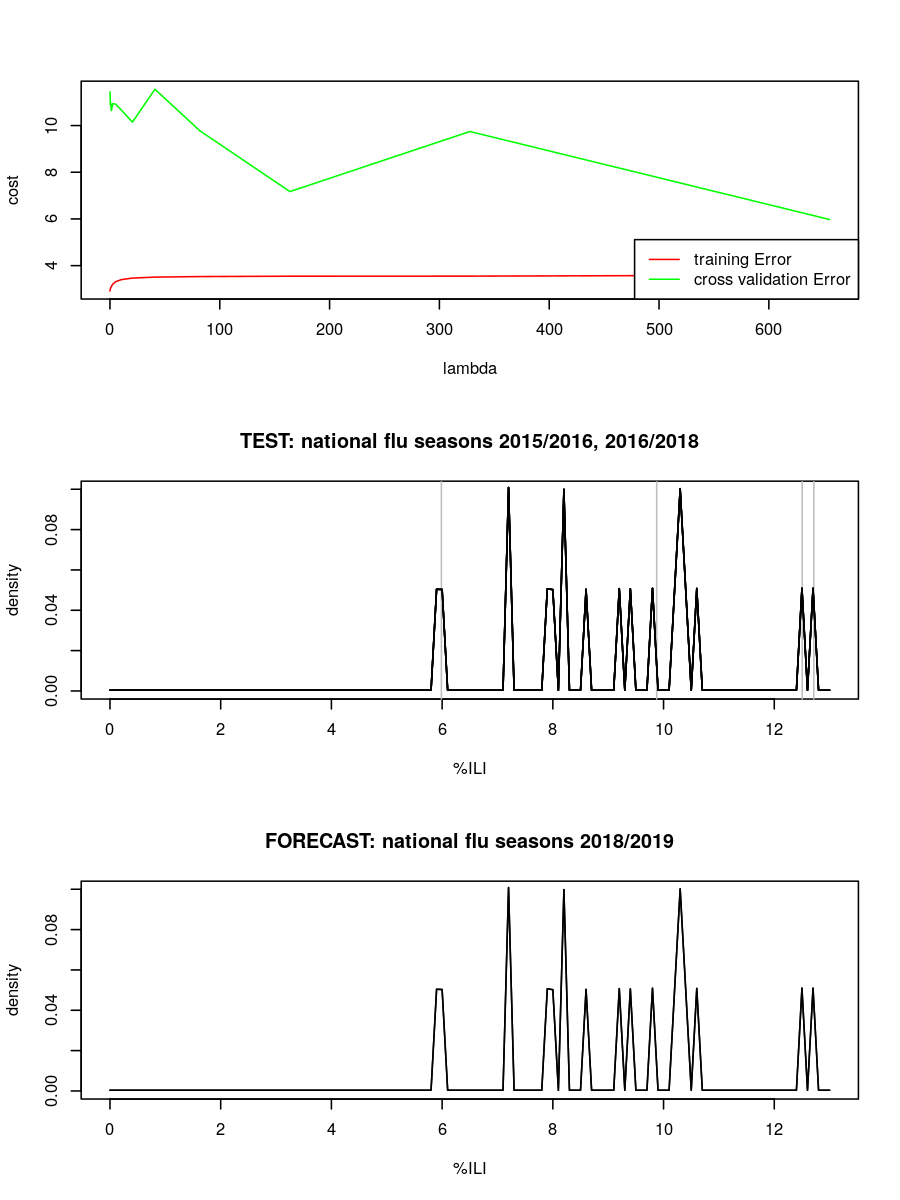 cost
10
8
6
4
training Error
cross validation Error
0 100 200 300 400 500 600
lambda
TEST: national flu seasons 2015/2016, 2016/2018
density
0.08
0.04
0.00
0 2 4 6 8 10 12
%ILI
FORECAST: national flu seasons 2018/2019
density
0.08
0.04
0.00
0 2 4 6 8 10 12
%ILI